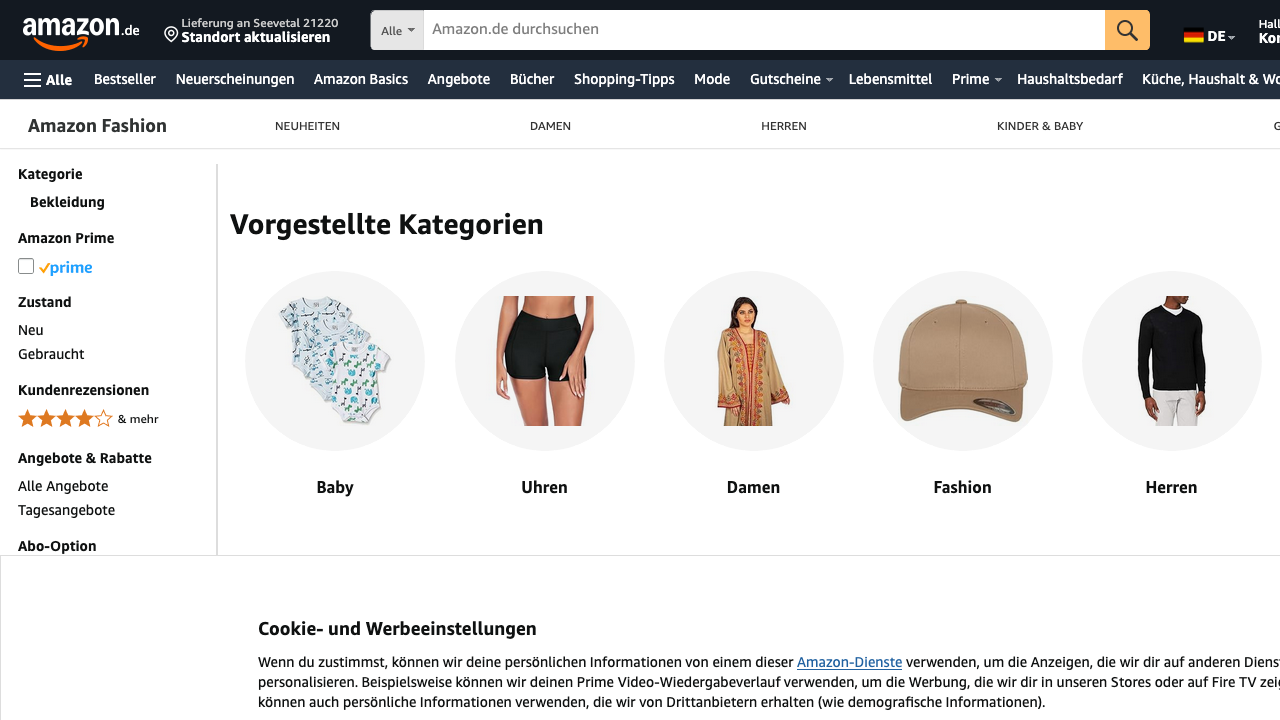 amazon.de
Lieferung an Seevetal 21220
Standort aktualisieren
Alle
Amazon.de durchsuchen
DE
Alle
Bestseller
Neuerscheinungen
Amazon Basics
Angebote
Bücher
Shopping-Tipps
Mode
Gutscheine
Lebensmittel
Prime
Haushaltsbedarf
Küche, Haushalt &
Amazon Fashion
NEUHEITEN
DAMEN
HERREN
KINDER & BABY
Kategorie
Bekleidung
Amazon Prime
prime
Zustand
Neu
Gebraucht
Kundenrezensionen
& mehr
Angebote & Rabatte
Alle Angebote
Tagesangebote
Abo-Option
Vorgestellte Kategorien
Baby
Uhren
Damen
Fashion
Herren
Cookie- und Werbeeinstellungen
Wenn du zustimmst, können wir deine persönlichen Informationen von einem dieser Amazon-Dienste verwenden, um die Anzeigen, die wir dir auf anderen
personalisieren. Beispielsweise können wir deinen Prime Video-Wiedergabeverlauf verwenden, um die Werbung, die wir dir in unseren Stores oder auf Fire TV
können auch persönliche Informationen verwenden, die wir von Drittanbietern erhalten (wie demografische Informationen).